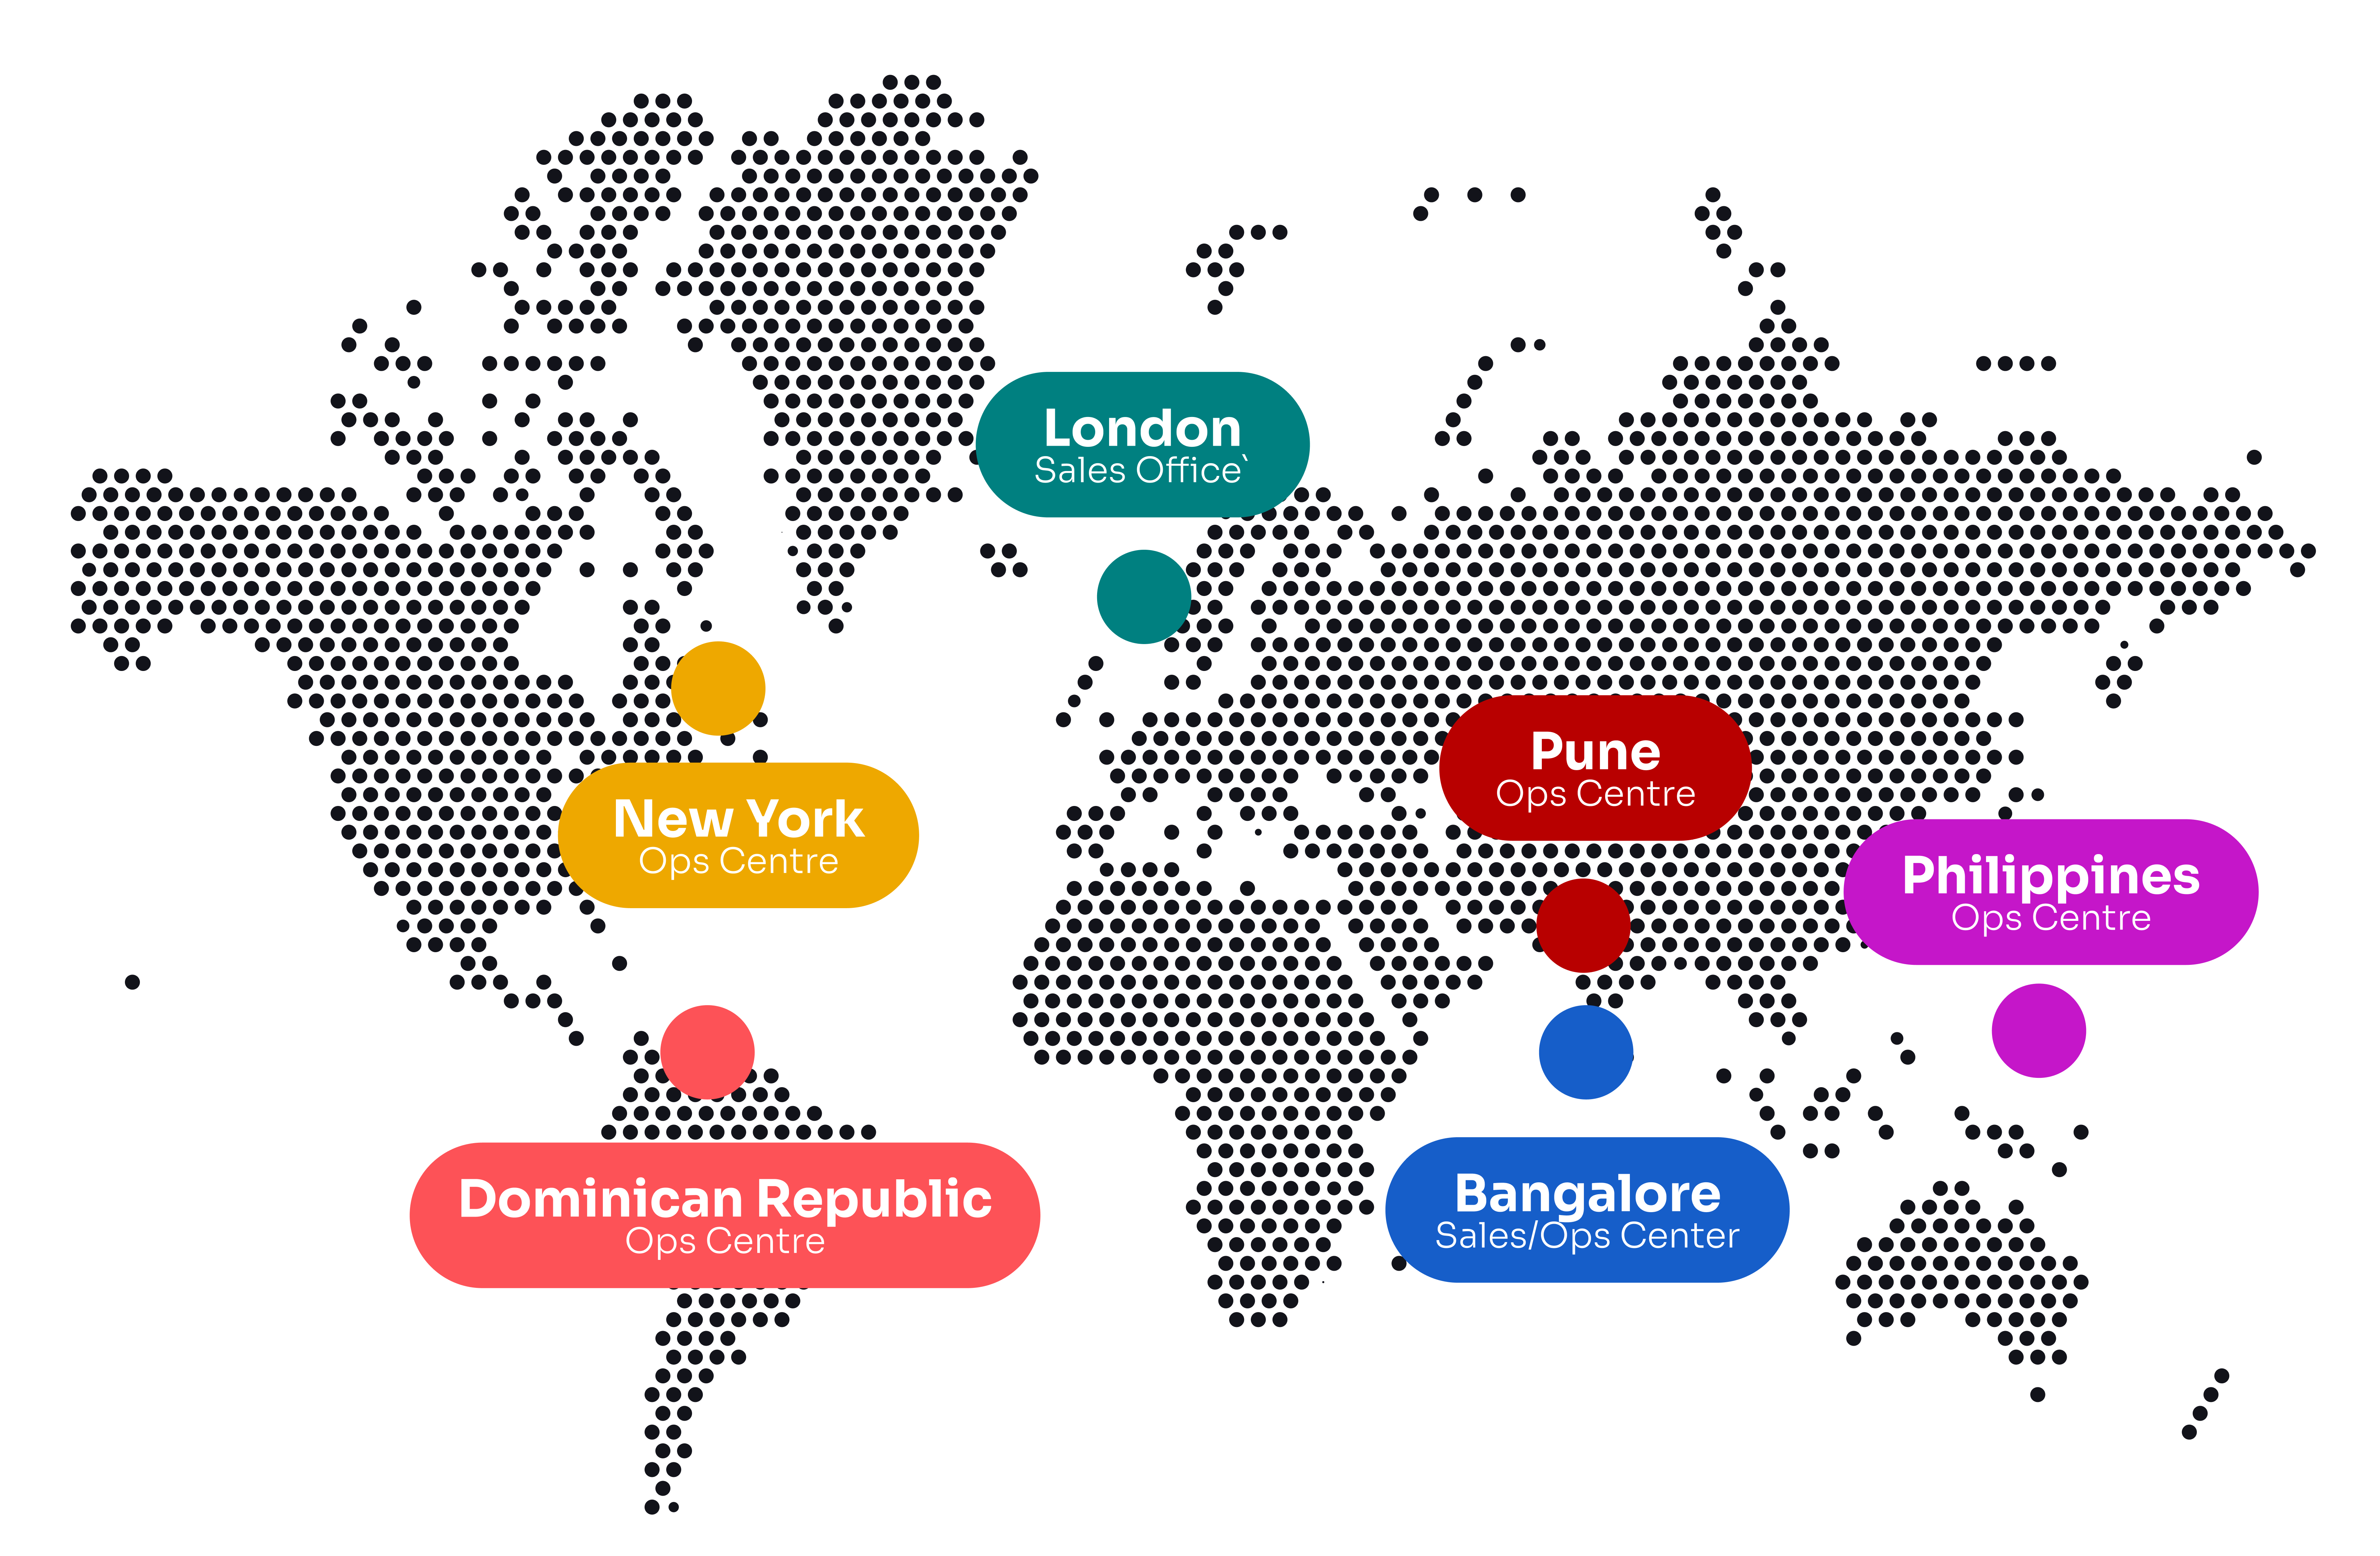 London
Sales Office`
Pune
Ops Centre
New York
Ops Centre
Philippines
Ops Centre
Dominican Republic
Ops Centre
Bangalore
Sales/Ops Center